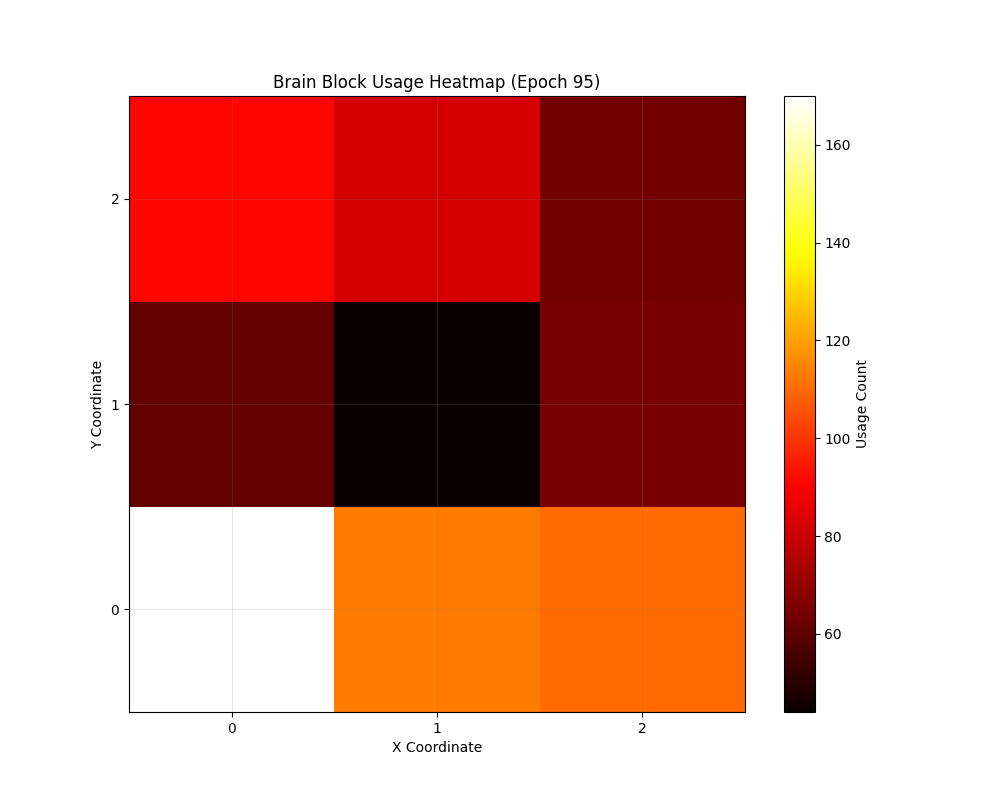 Brain Block Usage Heatmap (Epoch 95)
2
1
0
Y Coordinate
0 1 2
X Coordinate
160
140
120
100
80
60
Usage Count